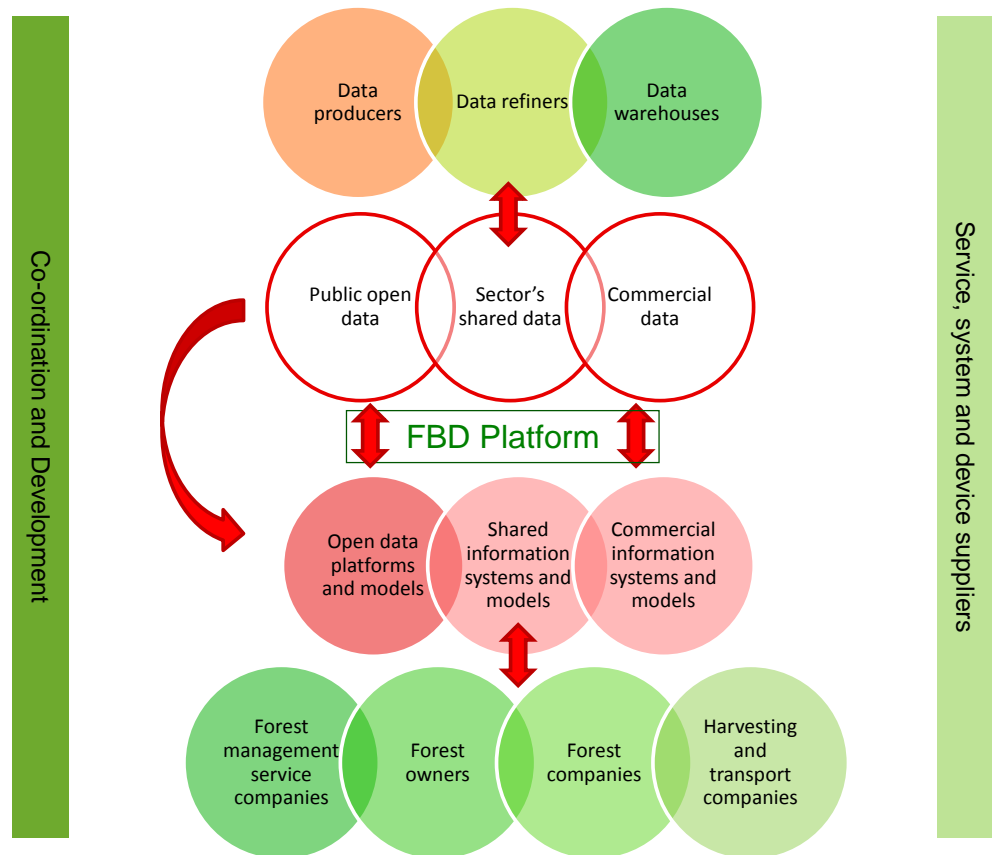 Co-ordination and Development
Data
producers
Data refiners
Data
warehouses
Public open
data
Sector’s
shared data
Commercial
data
FBD Platform
Open data
platforms
and models
Shared
information
systems and
models
Commercial
information
systems and
models
Forest
management
service
companies
Forest
owners
Forest
companies
Harvesting
and
transport
companies
Service, system and device suppliers